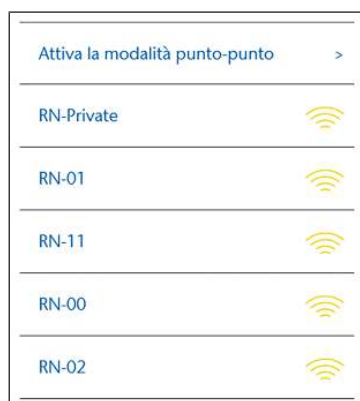 Attiva la modalità punto-punto >
RN-Private
RN-01
RN-11
RN-00
RN-02